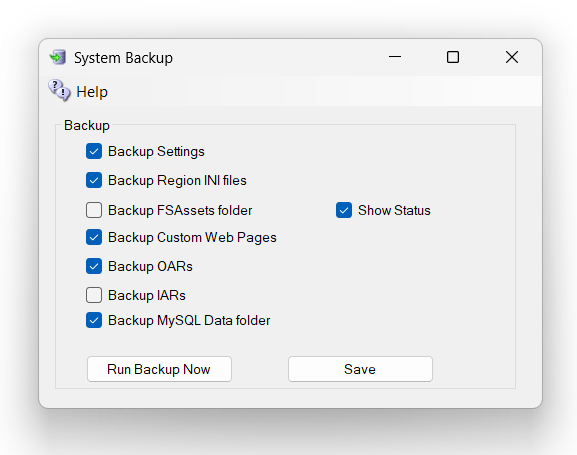 System Backup
Help
Backup
Backup Settings
Backup Region INI files
Backup FSAssets folder
Show Status
Backup Custom Web Pages
Backup OARs
Backup IARs
Backup MySQL Data folder
Run Backup Now
Save